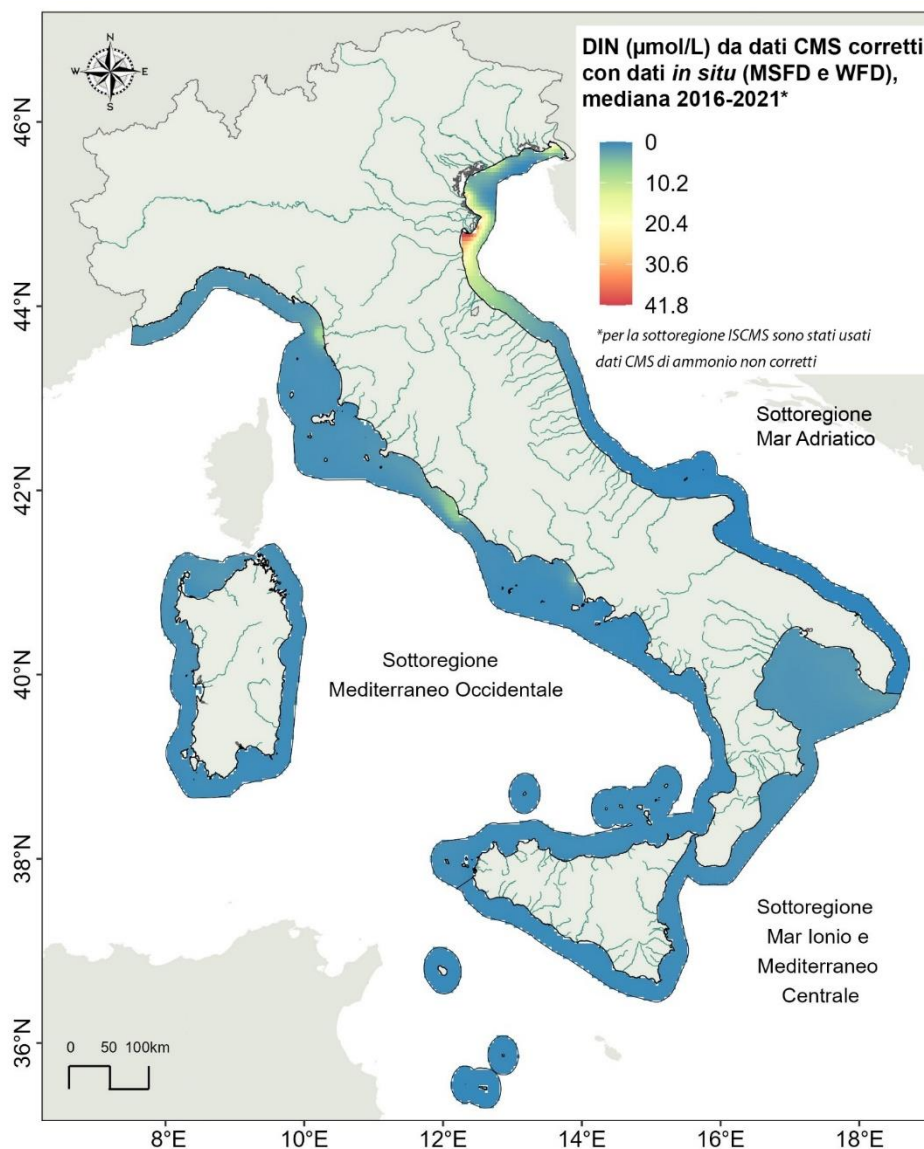 N
W
E
S
DIN (µmol/L) da dati CMS corretti
con dati in situ (MSFD e WFD),
mediana 2016-2021*
0
10.2
20.4
30.6
41.8
*per la sottoregione ISCMS sono stati usati
dati CMS di ammonio non corretti
46°N
44°N
42°N
40°N
38°N
36°N
Sottoregione
Mar Adriatico
Sottoregione
Mediterraneo Occidentale
Sottoregione
Mar Ionio e
Mediterraneo
Centrale
0 50 100km
8°E 10°E 12°E 14°E 16°E 18°E